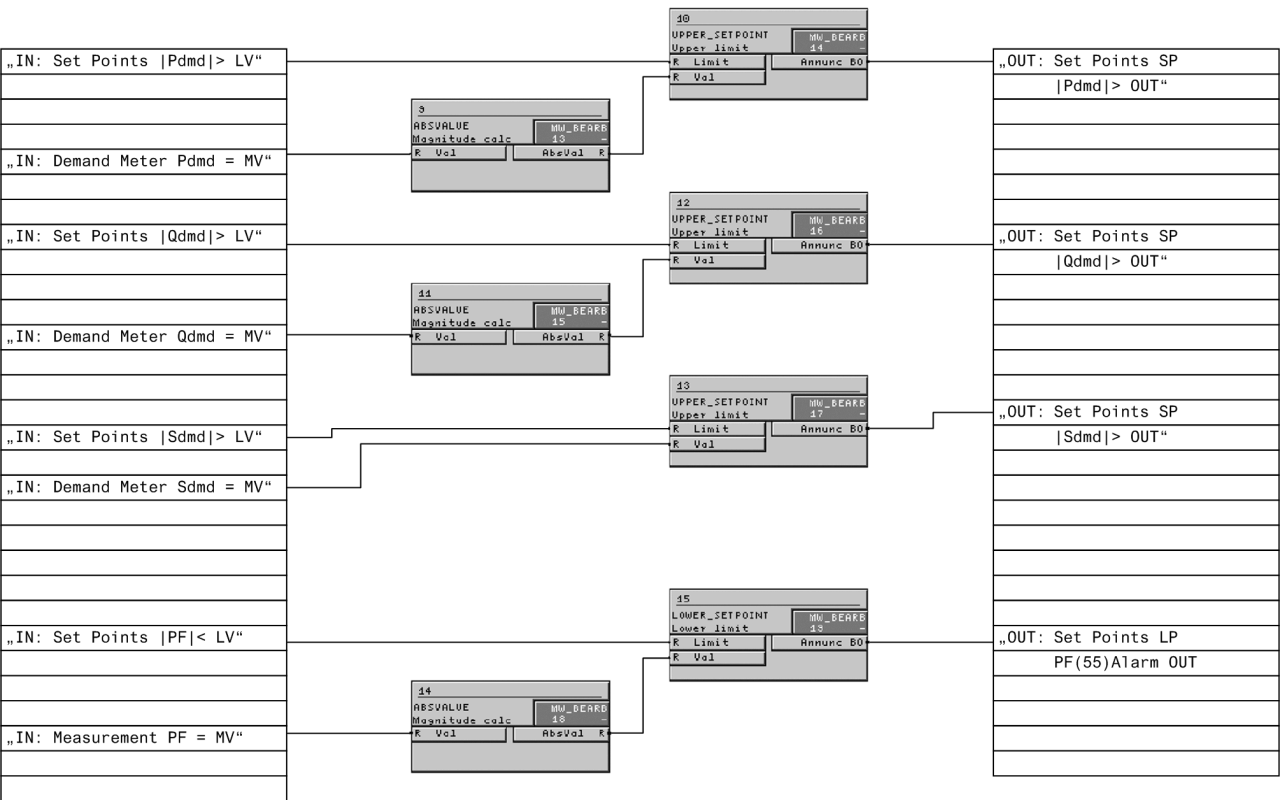 „IN: Set Points |Pdmd|> LV“
„IN: Demand Meter Pdmd = MV“
„IN: Set Points |Qdmd|> LV“
„IN: Demand Meter Qdmd = MV“
„IN: Set Points |Sdmd|> LV“
„IN: Demand Meter Sdmd = MV“
„IN: Set Points |PF|< LV“
„IN: Measurement PF = MV“
9
ABSVALUE MW_BEARB
Magnitude calc 13 -
R Val AbsVal R
11
ABSVALUE MW_BEARB
Magnitude calc 15 -
R Val AbsVal R
14
ABSVALUE MW_BEARB
Magnitude calc 18 -
R Val AbsVal R
10
UPPER_SETPOINT MW_BEARB
Upper limit 14 -
R Limit Annunc BO
R Val
12
UPPER_SETPOINT MW_BEARB
Upper limit 16 -
R Limit Annunc BO
R Val
13
UPPER_SETPOINT MW_BEARB
Upper limit 17 -
R Limit Annunc BO
R Val
15
LOWER_SETPOINT MW_BEARB
Lower limit 19 -
R Limit Annunc BO
R Val
„OUT: Set Points SP
|Pdmd|> OUT“
„OUT: Set Points SP
|Qdmd|> OUT“
„OUT: Set Points SP
|Sdmd|> OUT“
„OUT: Set Points LP
PF(55)Alarm OUT